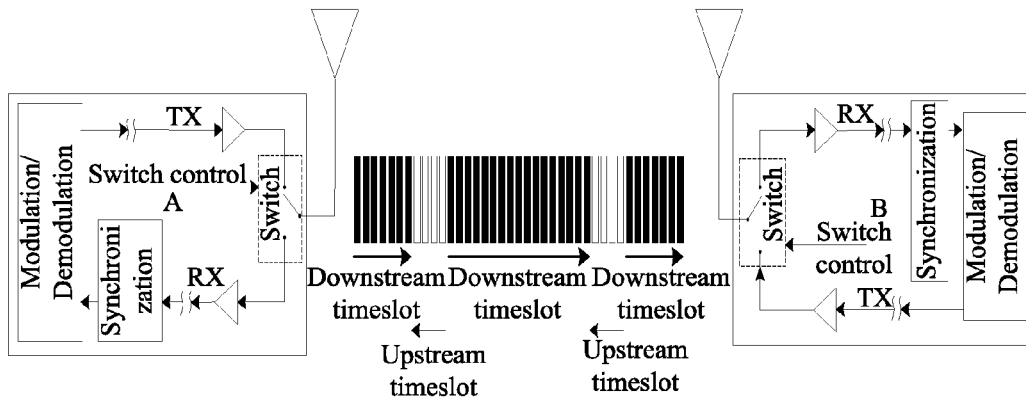 TX
Switch control
A
Modulation/
Demodulation
Switch
Synchroni
zation
RX
Downstream
timeslot
Downstream
timeslot
Downstream
timeslot
Upstream
timeslot
Upstream
timeslot
RX
Synchronization
Modulation/
Demodulation
Switch
B
Switch
control
TX